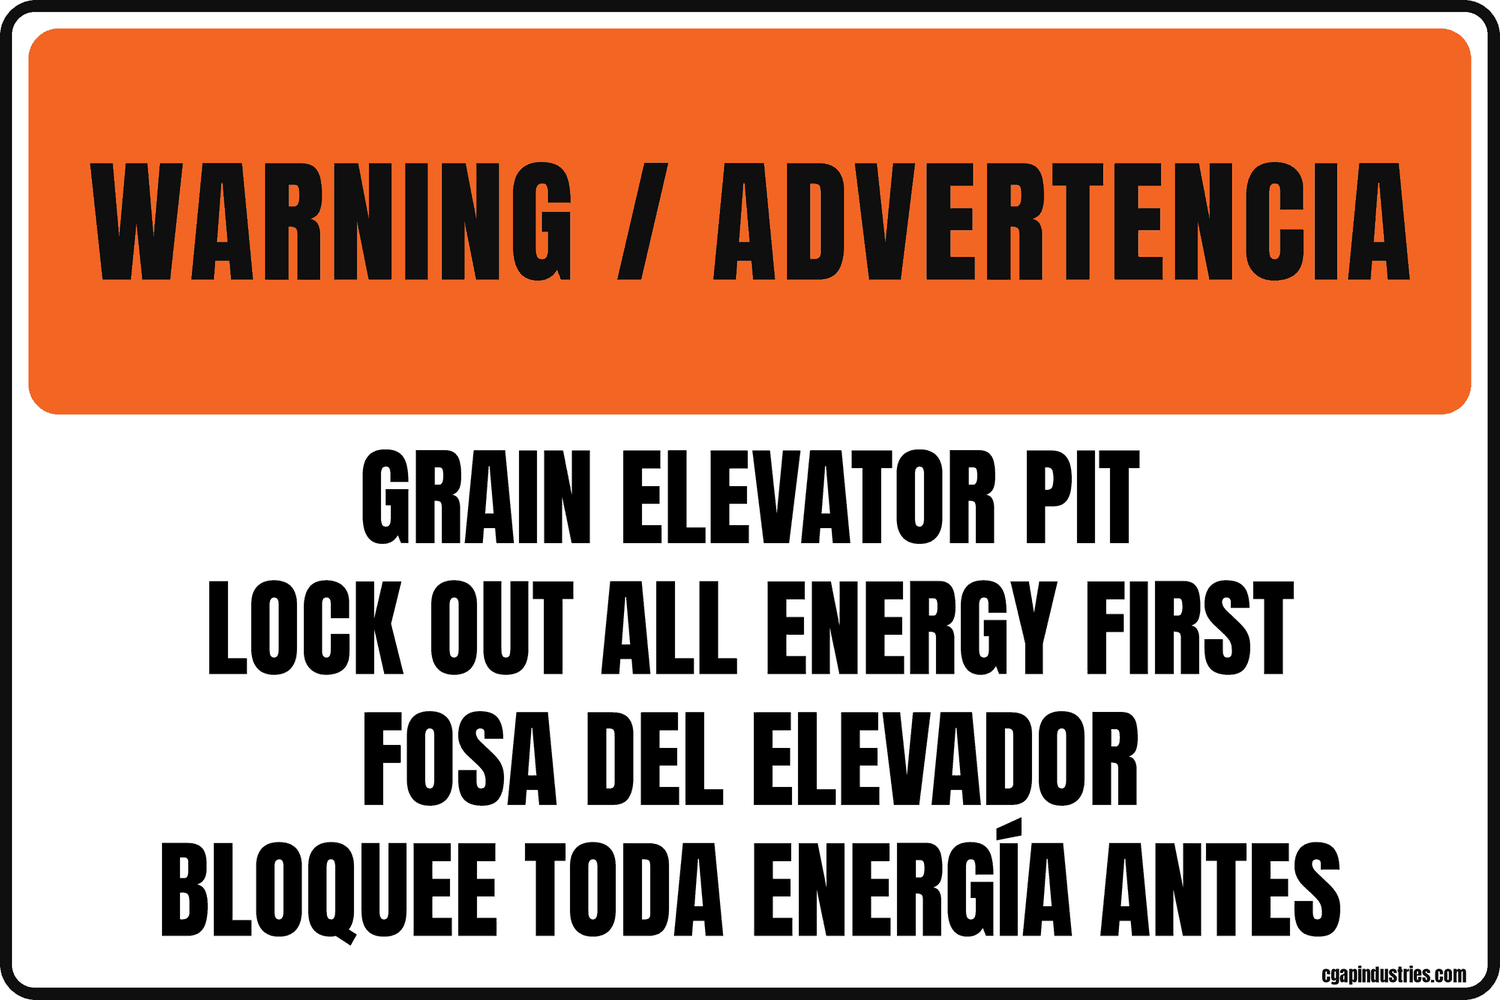 WARNING / ADVERTENCIA
GRAIN ELEVATOR PIT
LOCK OUT ALL ENERGY FIRST
FOSA DEL ELEVADOR
BLOQUEE TODA ENERGÍA ANTES
cgapindustries.com